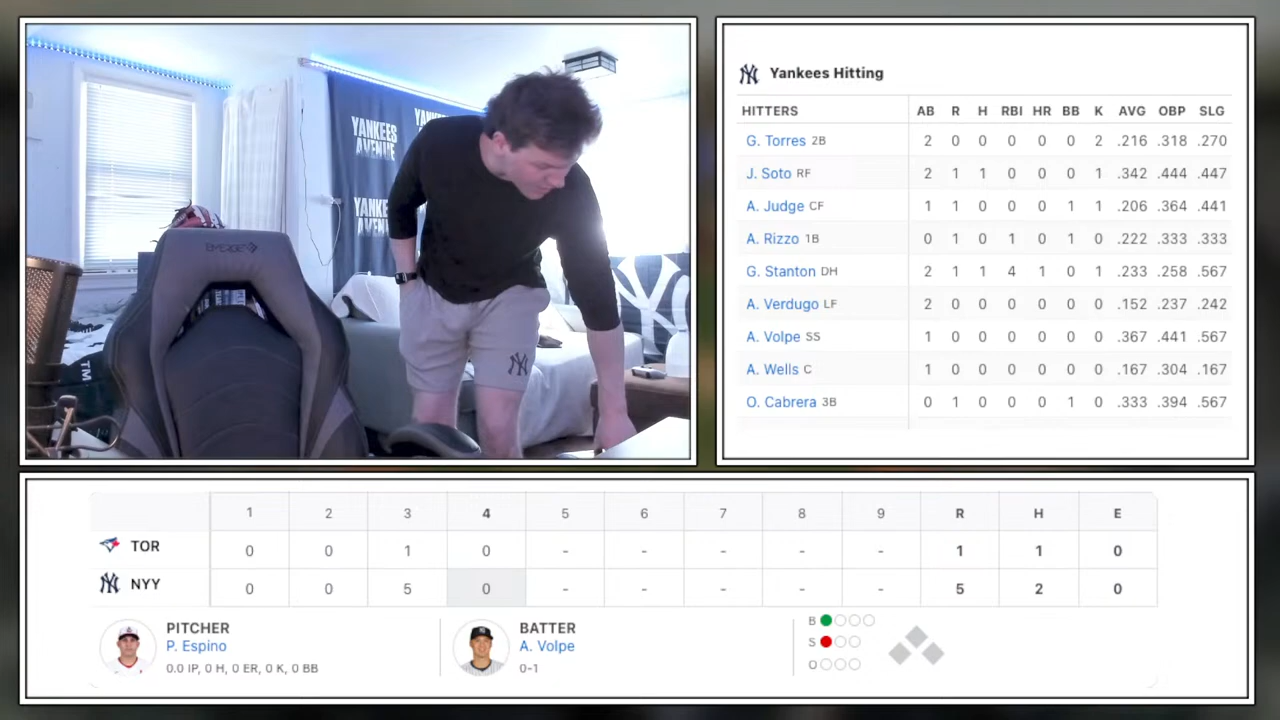 YANKEES
AVENUE
YANKEES
AVENUE
TM
NY
Yankees Hitting
HITTERS AB R H RBI HR BB K AVG OBP SLG
G. Torres 2B 2 0 0 0 0 0 2 .216 .318 .270
J. Soto RF 2 1 1 0 0 0 1 .342 .444 .447
A. Judge CF 1 1 0 0 0 1 1 .206 .364 .441
A. Rizzo 1B 0 1 0 1 0 1 0 .222 .333 .333
G. Stanton DH 2 1 1 4 1 0 1 .233 .258 .567
A. Verdugo LF 2 0 0 0 0 0 0 .152 .237 .242
A. Volpe SS 1 0 0 0 0 0 0 .367 .441 .567
A. Wells C 1 0 0 0 0 0 0 .167 .304 .167
O. Cabrera 3B 0 1 0 0 0 1 0 .333 .394 .567
1 2 3 4 5 6 7 8 9 R H E
TOR 0 0 1 0 - - - - - 1 1 0
NYY 0 0 5 0 - - - - - 5 2 0
PITCHER
P. Espino
0.0 IP, 0 H, 0 ER, 0 K, 0 BB
BATTER
A. Volpe
0-1
B
S
O